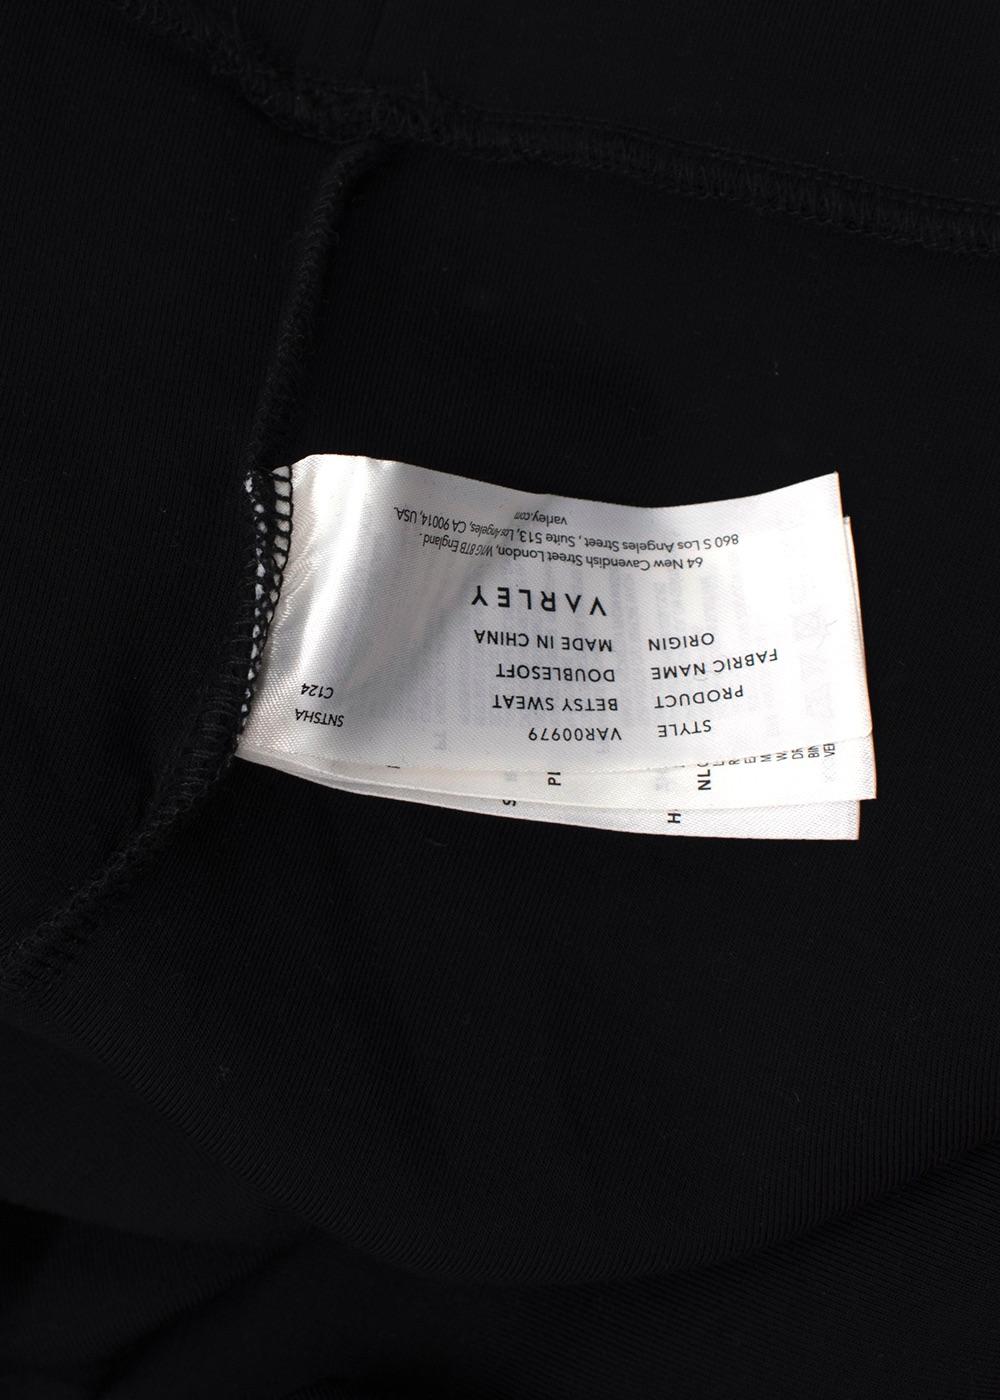 SNTSHA
C124
STYLE VAR00979
PRODUCT BETSY SWEAT
FABRIC NAME DOUBLESOFT
ORIGIN MADE IN CHINA
VARLEY
64 New Cavendish Street London, W1G 8TB England.
860 S Los Angeles Street, Suite 513, Los Angeles, CA 90014, USA.
varley.com